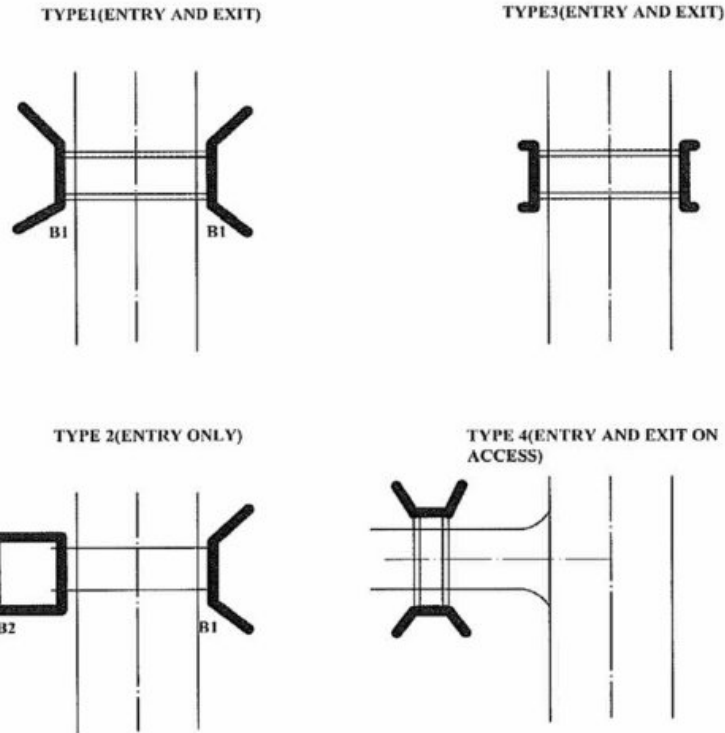 TYPE1(ENTRY AND EXIT)
TYPE3(ENTRY AND EXIT)
B1
B1
TYPE 2(ENTRY ONLY)
TYPE 4(ENTRY AND EXIT ON
ACCESS)
B2
B1